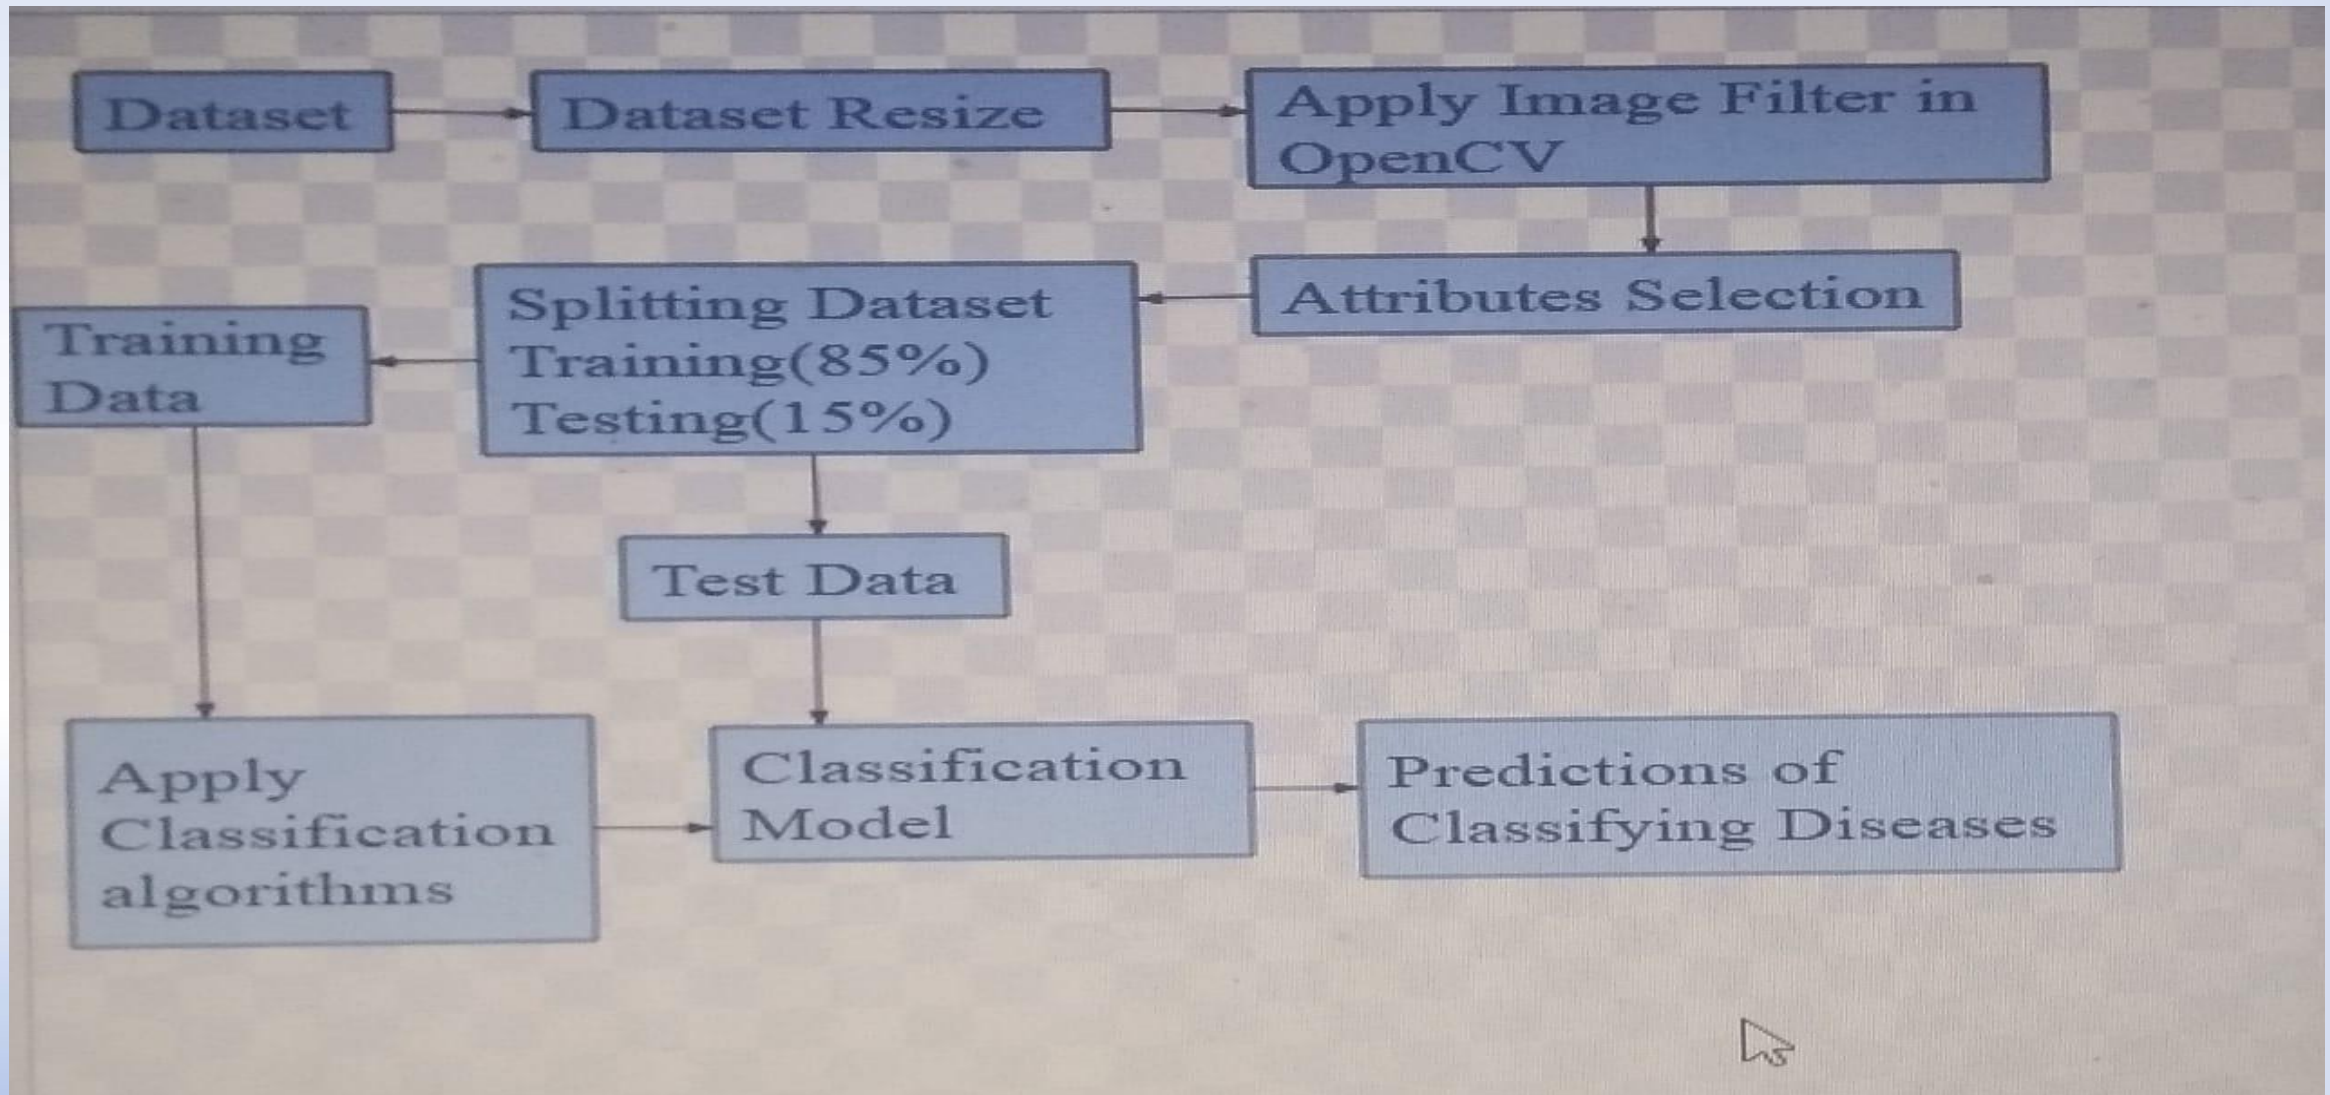 Dataset
Dataset Resize
Apply Image Filter in
OpenCV
Attributes Selection
Splitting Dataset
Training(85%)
Testing(15%)
Training
Data
Test Data
Apply
Classification
algorithms
Classification
Model
Predictions of
Classifying Diseases